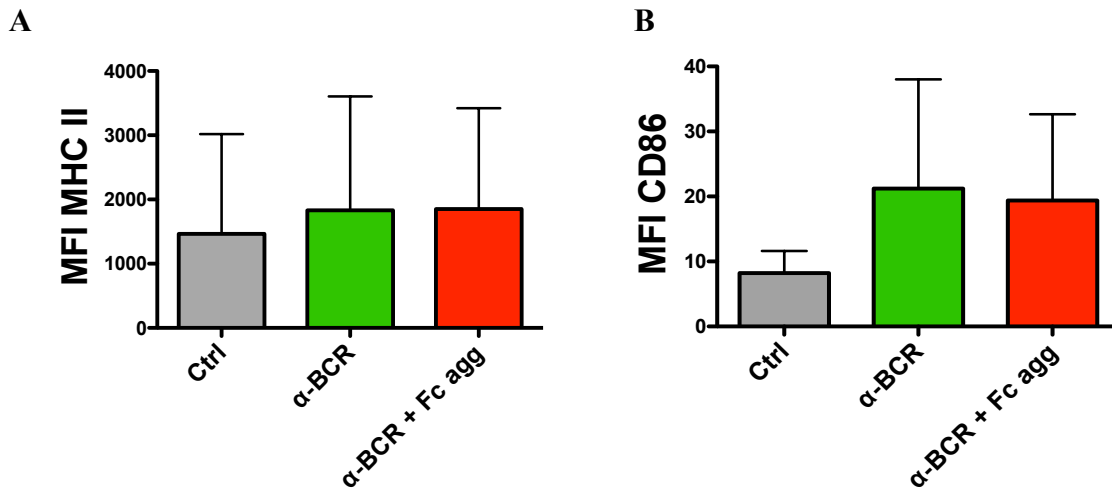 A
MFI MHC II
4000
3000
2000
1000
0
Ctrl
α-BCR
α-BCR + Fc agg
B
MFI CD86
40
30
20
10
0
Ctrl
α-BCR
α-BCR + Fc agg